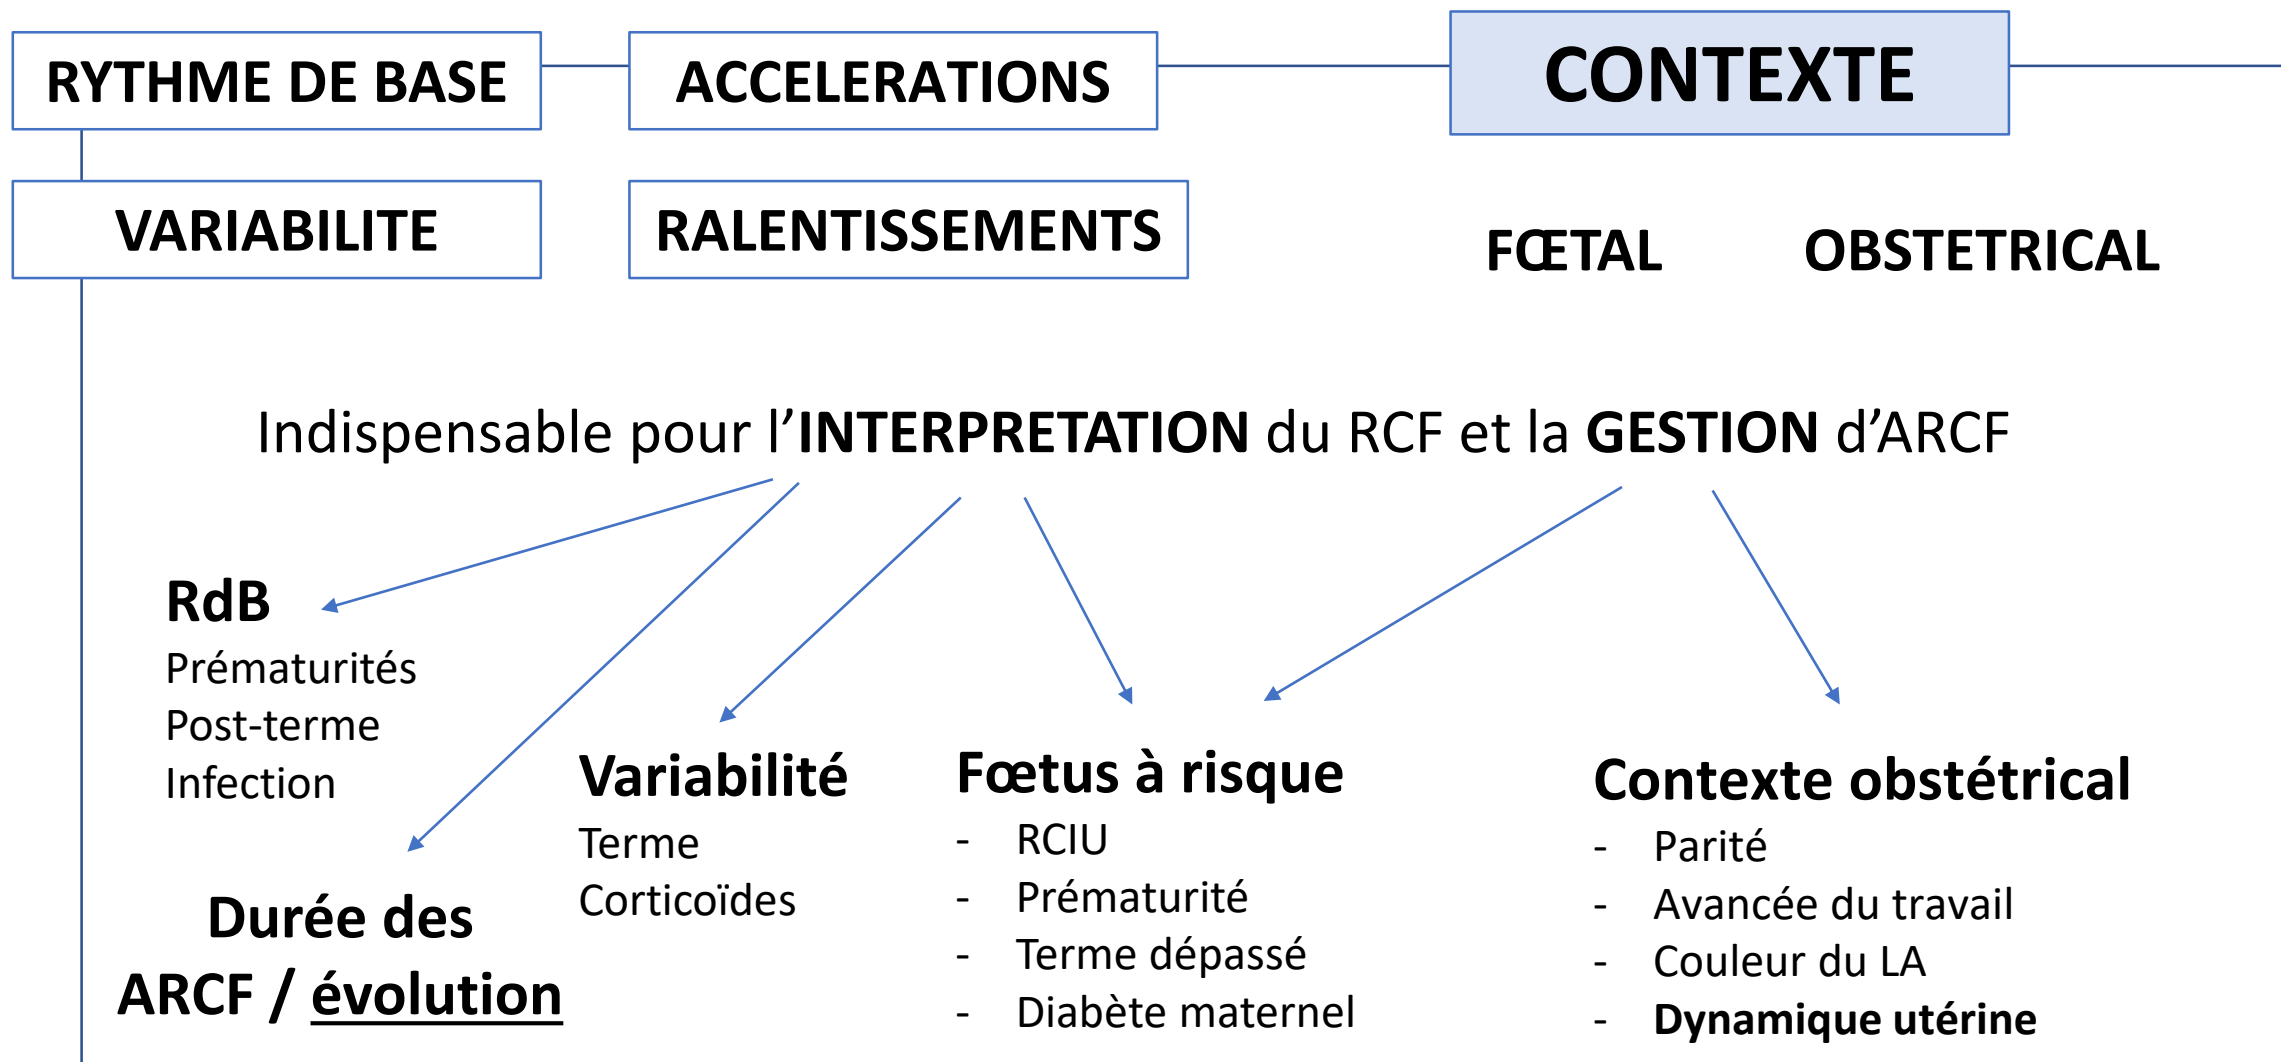 RYTHME DE BASE
ACCELERATIONS
CONTEXTE
VARIABILITE
RALENTISSEMENTS
FŒTAL
OBSTETRICAL
Indispensable pour l’INTERPRETATION du RCF et la GESTION d’ARCF
RdB
Prématurités
Post-terme
Infection
Durée des
ARCF / évolution
Variabilité
Terme
Corticoïdes
Fœtus à risque
- RCIU
- Prématurité
- Terme dépassé
- Diabète maternel
Contexte obstétrical
- Parité
- Avancée du travail
- Couleur du LA
- Dynamique utérine